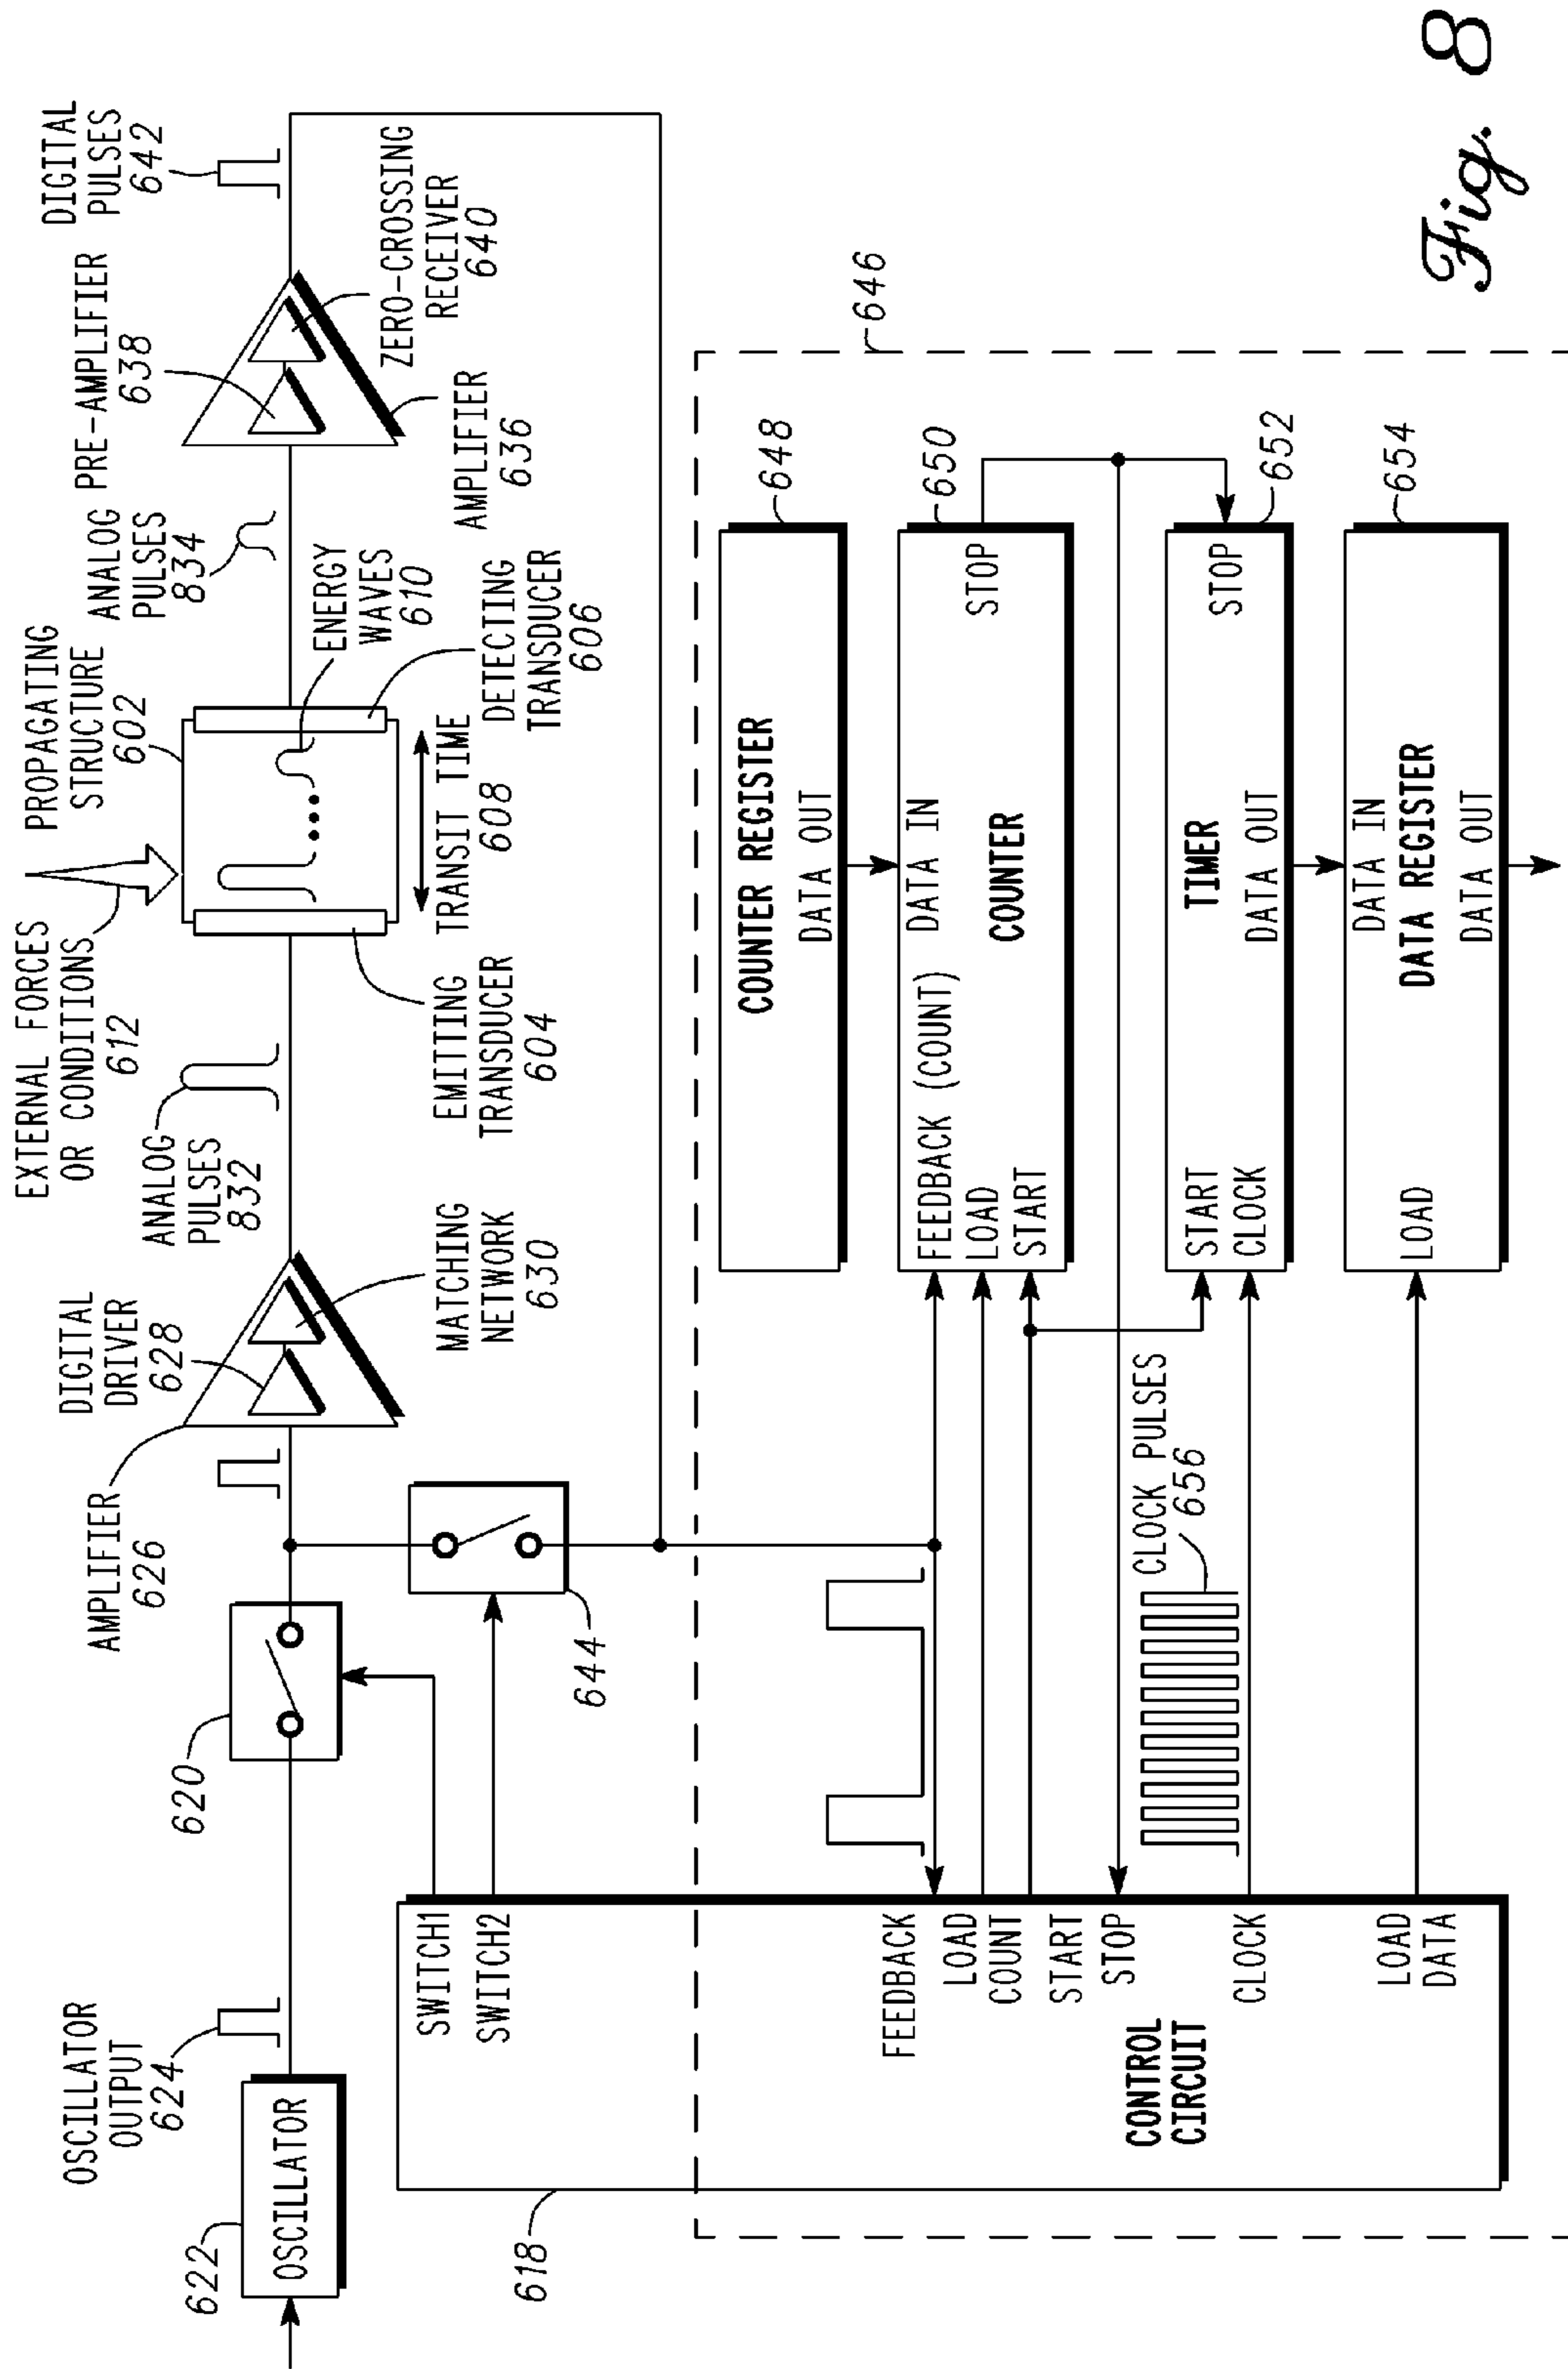 EXTERNAL FORCES
OR CONDITIONS
612
PROPAGATING
STRUCTURE
602
DIGITAL
PULSES
642
OSCILLATOR
OUTPUT
624
622
OSCILLATOR
620
AMPLIFIER
626
DIGITAL
DRIVER
628
MATCHING
NETWORK
630
ANALOG
PULSES
832
EMITTING
TRANSDUCER
604
TRANSIT TIME
608
ENERGY
WAVES
610
DETECTING
TRANSDUCER
606
ANALOG
PULSES
834
PRE-AMPLIFIER
638
AMPLIFIER
636
ZERO-CROSSING
RECEIVER
640
644
646
618
SWITCH1
SWITCH2
FEEDBACK
LOAD
COUNT
START
STOP
CLOCK
LOAD
DATA
CONTROL
CIRCUIT
CLOCK PULSES
656
COUNTER REGISTER
DATA OUT
648
FEEDBACK (COUNT)
DATA IN
LOAD
START
COUNTER
STOP
650
START
CLOCK
TIMER
DATA OUT
STOP
652
LOAD
DATA IN
DATA REGISTER
DATA OUT
654
Fig. 8